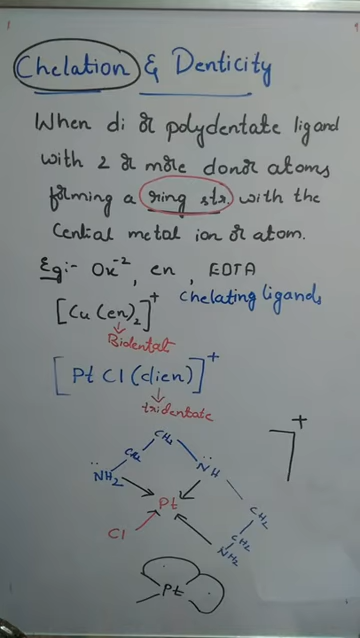 Chelation & Denticity
When di or polydentate ligand
with 2 or more donor atoms
forming a ring str. with the
Central metal ion or atom.
Eg:- Ox⁻², en, EDTA
chelating ligands
[Cu(en)₂]⁺
Bidentate
[Pt Cl (dien)]⁺
tridentate
CH₂
CH₂
NH
+
NH₂
Pt
CH₂
Cl
CH₂
NH₂
Pt